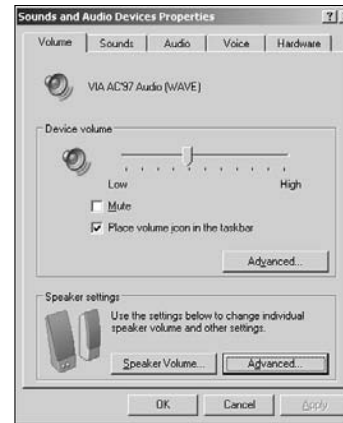 Sounds and Audio Devices Properties ?
Volume Sounds Audio Voice Hardware
VIA AC'97 Audio (WAVE)
Device volume
Low High
Mute
Place volume icon in the taskbar
Advanced...
Speaker settings
Use the settings below to change individual
speaker volume and other settings.
Speaker Volume... Advanced...
OK Cancel Apply